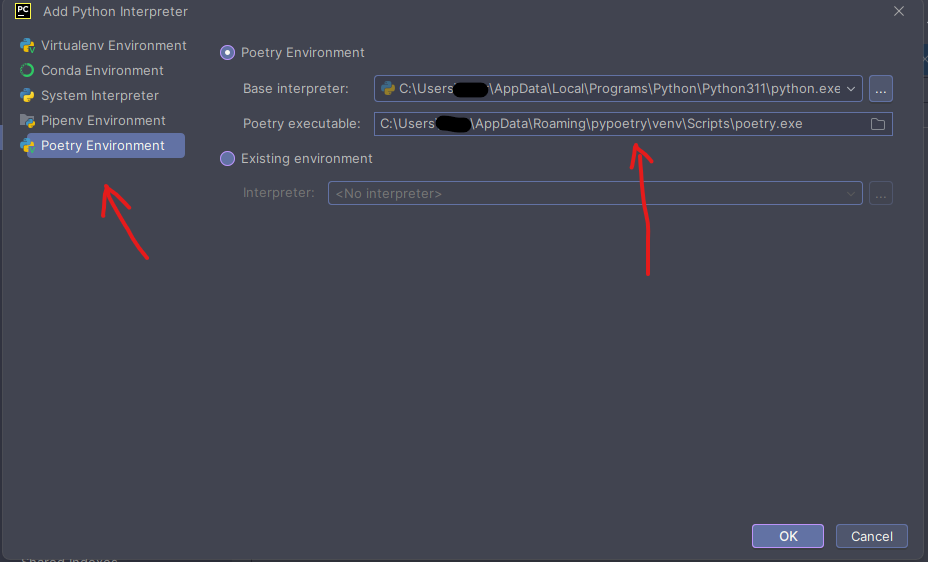 PC Add Python Interpreter
Virtualenv Environment
Conda Environment
System Interpreter
Pipenv Environment
Poetry Environment
Poetry Environment
Base interpreter: C:\Users \AppData\Local\Programs\Python\Python311\python.exe ...
Poetry executable: C:\Users \AppData\Roaming\pypoetry\venv\Scripts\poetry.exe
Existing environment
Interpreter: <No interpreter> ...
OK Cancel
Shared Indexes